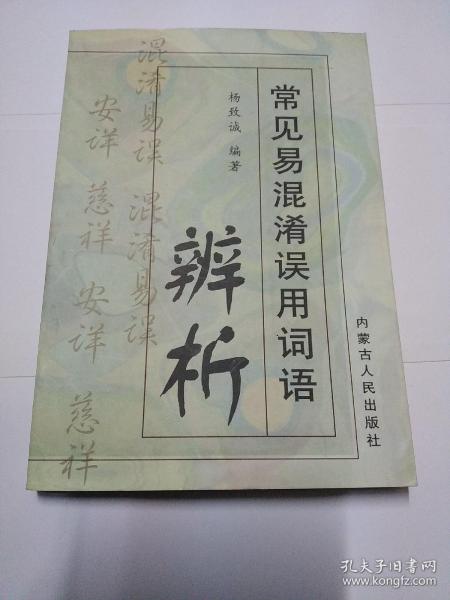 常见易混淆误用词语
辨析
杨致诚 编著
内蒙古人民出版社
混淆易误
混淆易误
安详
慈祥
安详
慈祥
孔夫子旧书网
www.kongfz.com